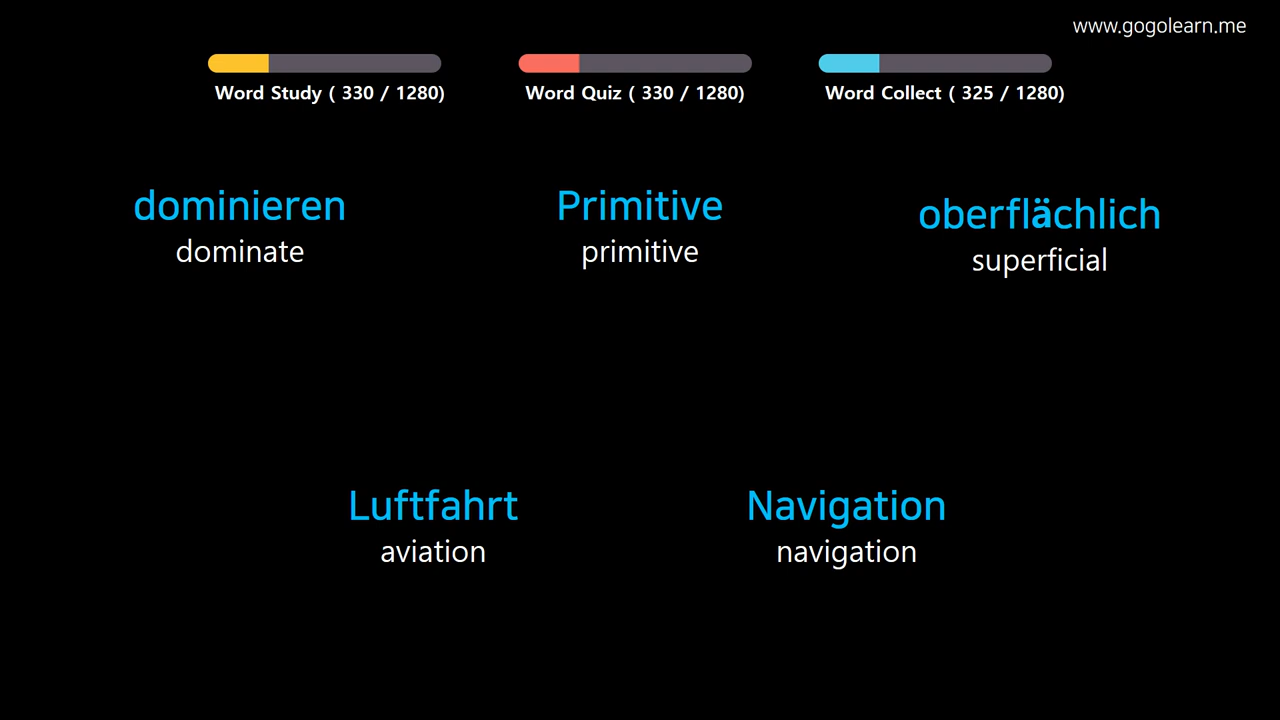 www.gogolearn.me
Word Study ( 330 / 1280)
Word Quiz ( 330 / 1280)
Word Collect ( 325 / 1280)
dominieren
dominate
Primitive
primitive
oberflächlich
superficial
Luftfahrt
aviation
Navigation
navigation